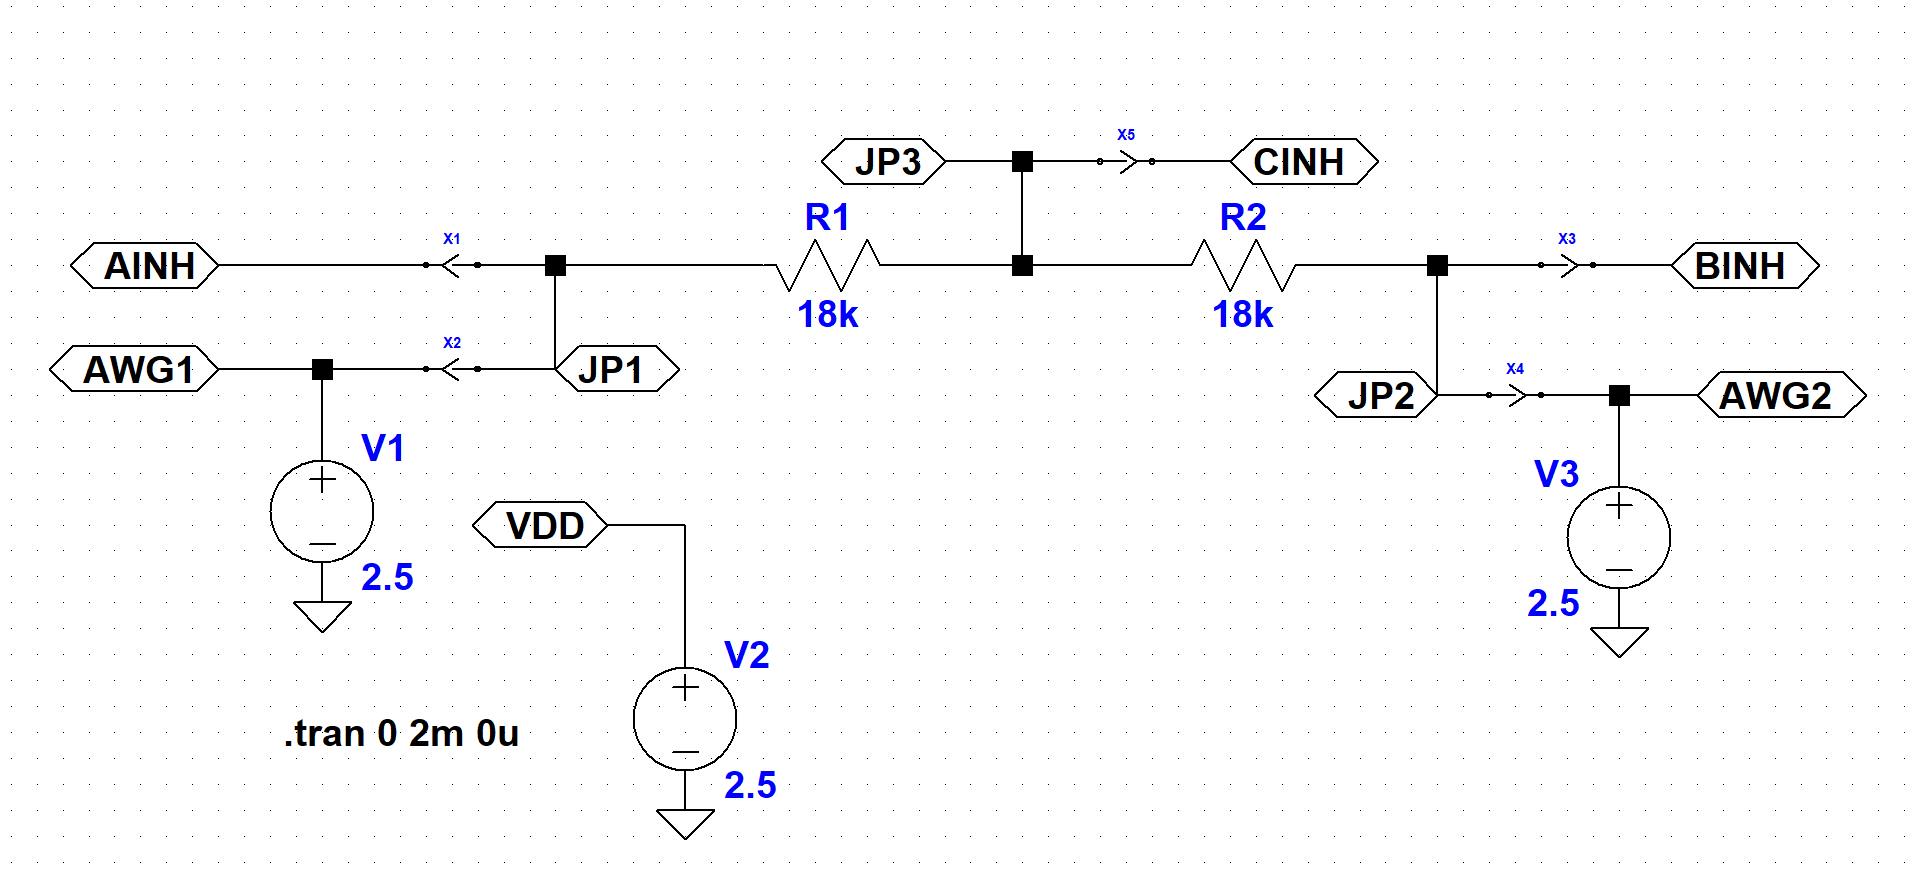 X5
JP3
CINH
R1
R2
X1
X3
AINH
BINH
18k
18k
X2
X4
AWG1
JP1
JP2
AWG2
V1
V3
VDD
2.5
2.5
V2
.tran 0 2m 0u
2.5